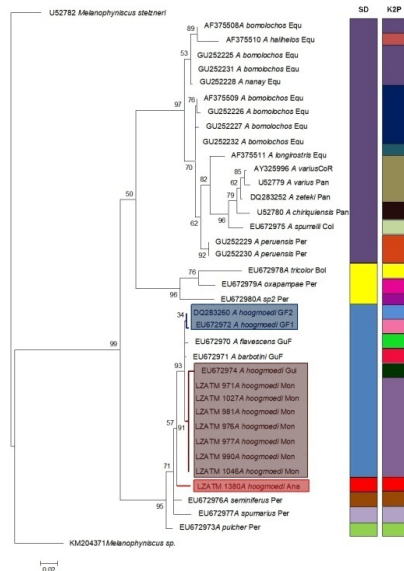 SD K2P
U52782 Melanophyniscus stelzneri
AF375508A bomolochos Equ
89
AF375510 A halihelos Equ
53
GU252225 A bomolochos Equ
GU252231 A bomolochos Equ
GU252228 A nanay Equ
97
76
AF375509 A bomolochos Equ
GU252226 A bomolochos Equ
GU252227 A bomolochos Equ
GU252232 A bomolochos Equ
70
AF375511 A longirostris Equ
82
AY325996 A variusCoR
85
U52779 A varius Pan
62
DQ283252 A zeteki Pan
96
79
U52780 A chiriquiensis Pan
62
EU672975 A spurrelli Col
GU252229 A peruensis Per
92
GU252230 A peruensis Per
50
EU672978A tricolor Bol
76
EU672979A oxapampae Per
96
EU672980A sp2 Per
DQ283260 A hoogmoedi GF2
34
EU672972 A hoogmoedi GF1
EU672970 A flavescens GuF
99
EU672971 A barbotini GuF
93
EU672974 A hoogmoedi Gui
LZATM 971 A hoogmoedi Mon
LZATM 1027 A hoogmoedi Mon
LZATM 981A hoogmoedi Mon
57
91
LZATM 976A hoogmoedi Mon
LZATM 977A hoogmoedi Mon
LZATM 990A hoogmoedi Mon
LZATM 1046A hoogmoedi Mon
71
LZATM 1380A hoogmoedi Ana
EU672976A seminiferus Per
95
EU672977A spumarius Per
EU672973A pulcher Per
KM204371Melanophyniscus sp.
0.02